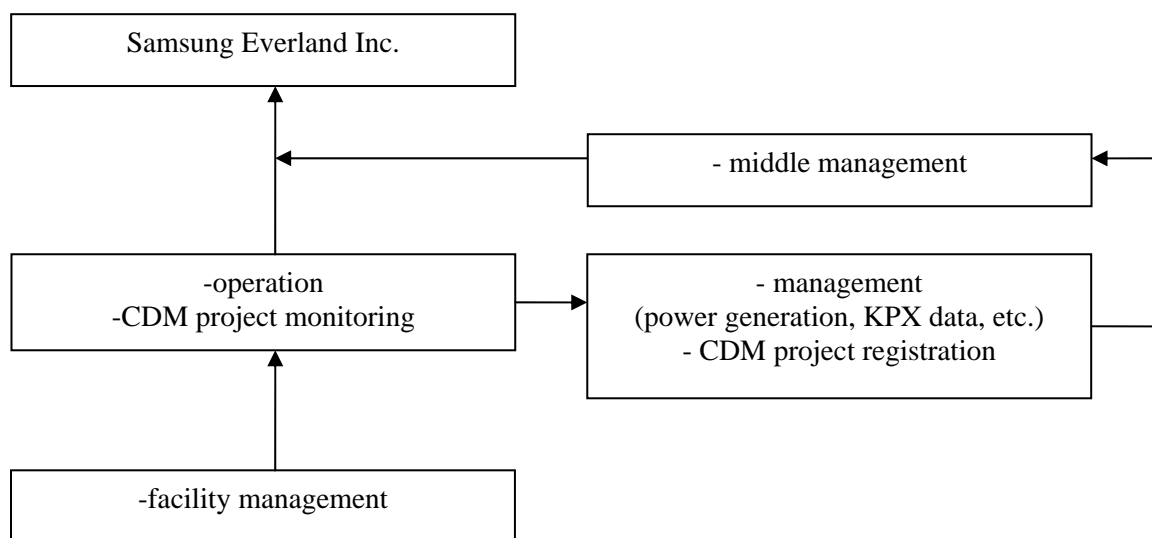 Samsung Everland Inc.
- middle management
-operation
-CDM project monitoring
- management
(power generation, KPX data, etc.)
- CDM project registration
-facility management